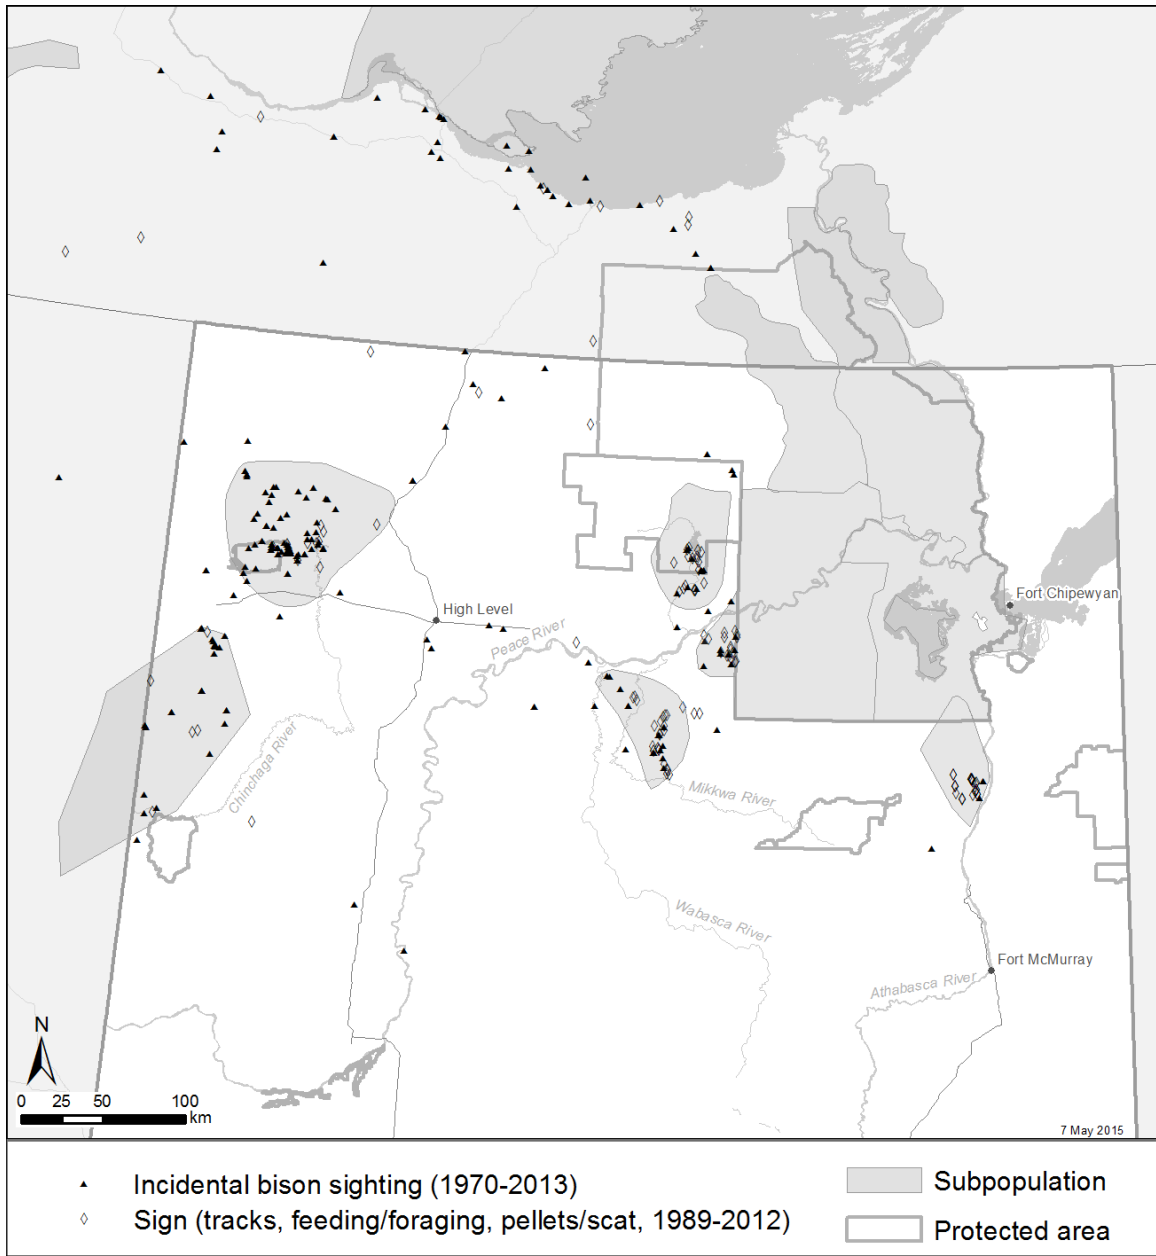 Fort Chipewyan
High Level
Peace River
Chinchaga River
Mikkwa River
Wabasca River
Fort McMurray
Athabasca River
N
0 25 50 100
km
7 May 2015
Incidental bison sighting (1970-2013)
Subpopulation
Sign (tracks, feeding/foraging, pellets/scat, 1989-2012)
Protected area